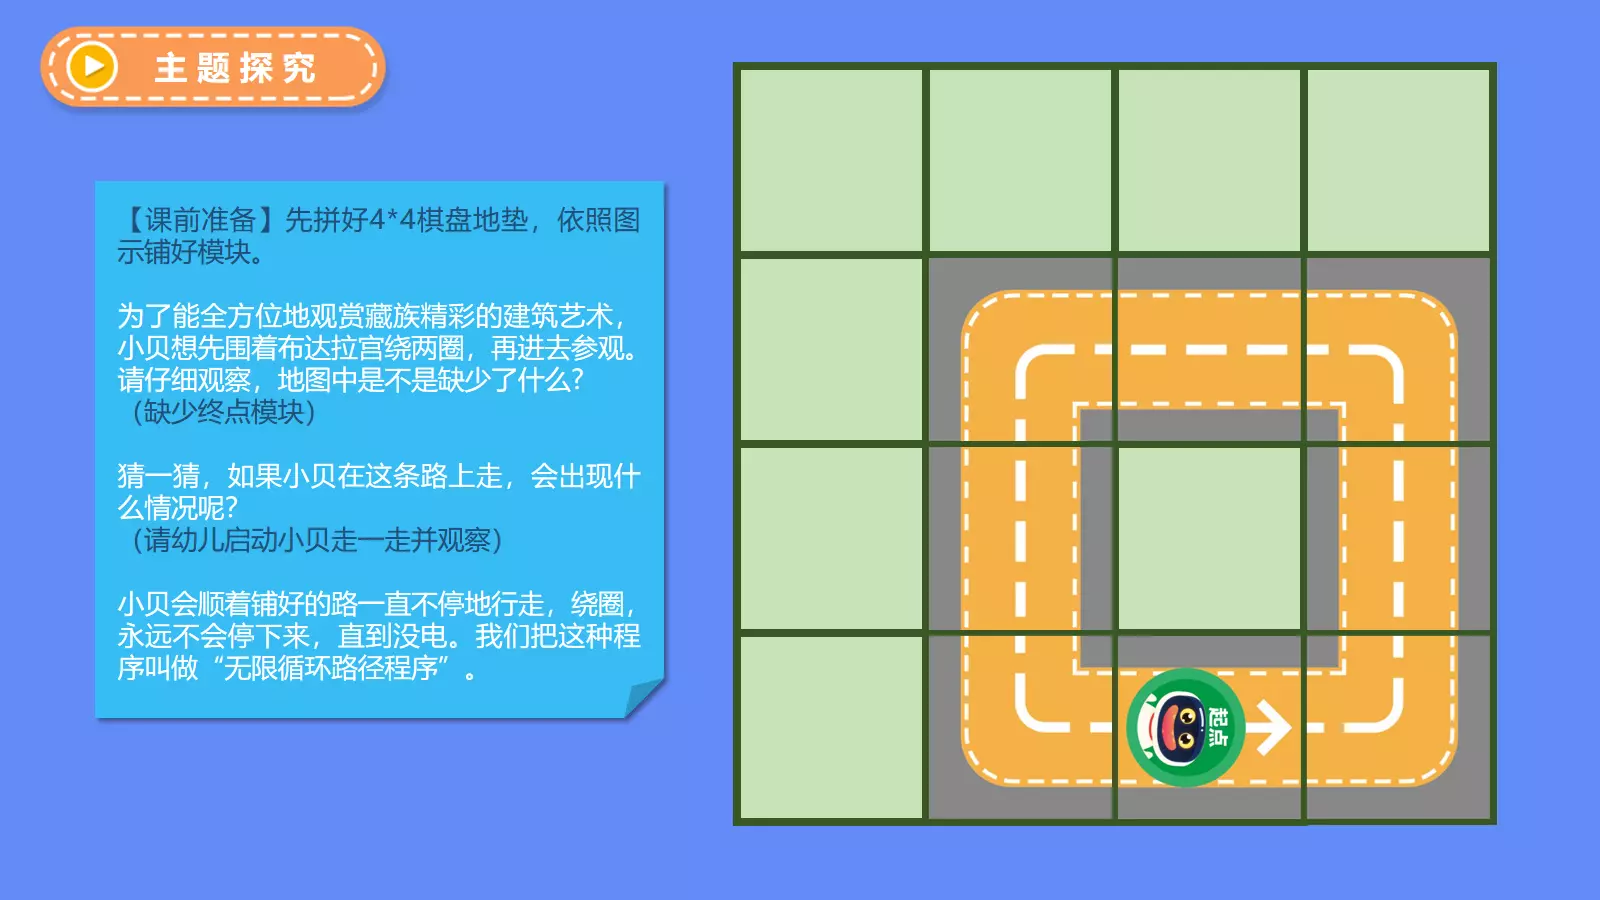 主题探究
【课前准备】先拼好4*4棋盘地垫，依照图
示铺好模块。
为了能全方位地观赏藏族精彩的建筑艺术，
小贝想先围着布达拉宫绕两圈，再进去参观。
请仔细观察，地图中是不是缺少了什么？
（缺少终点模块）
猜一猜，如果小贝在这条路上走，会出现什
么情况呢？
（请幼儿启动小贝走一走并观察）
小贝会顺着铺好的路一直不停地行走，绕圈，
永远不会停下来，直到没电。我们把这种程
序叫做“无限循环路径程序”。
起点